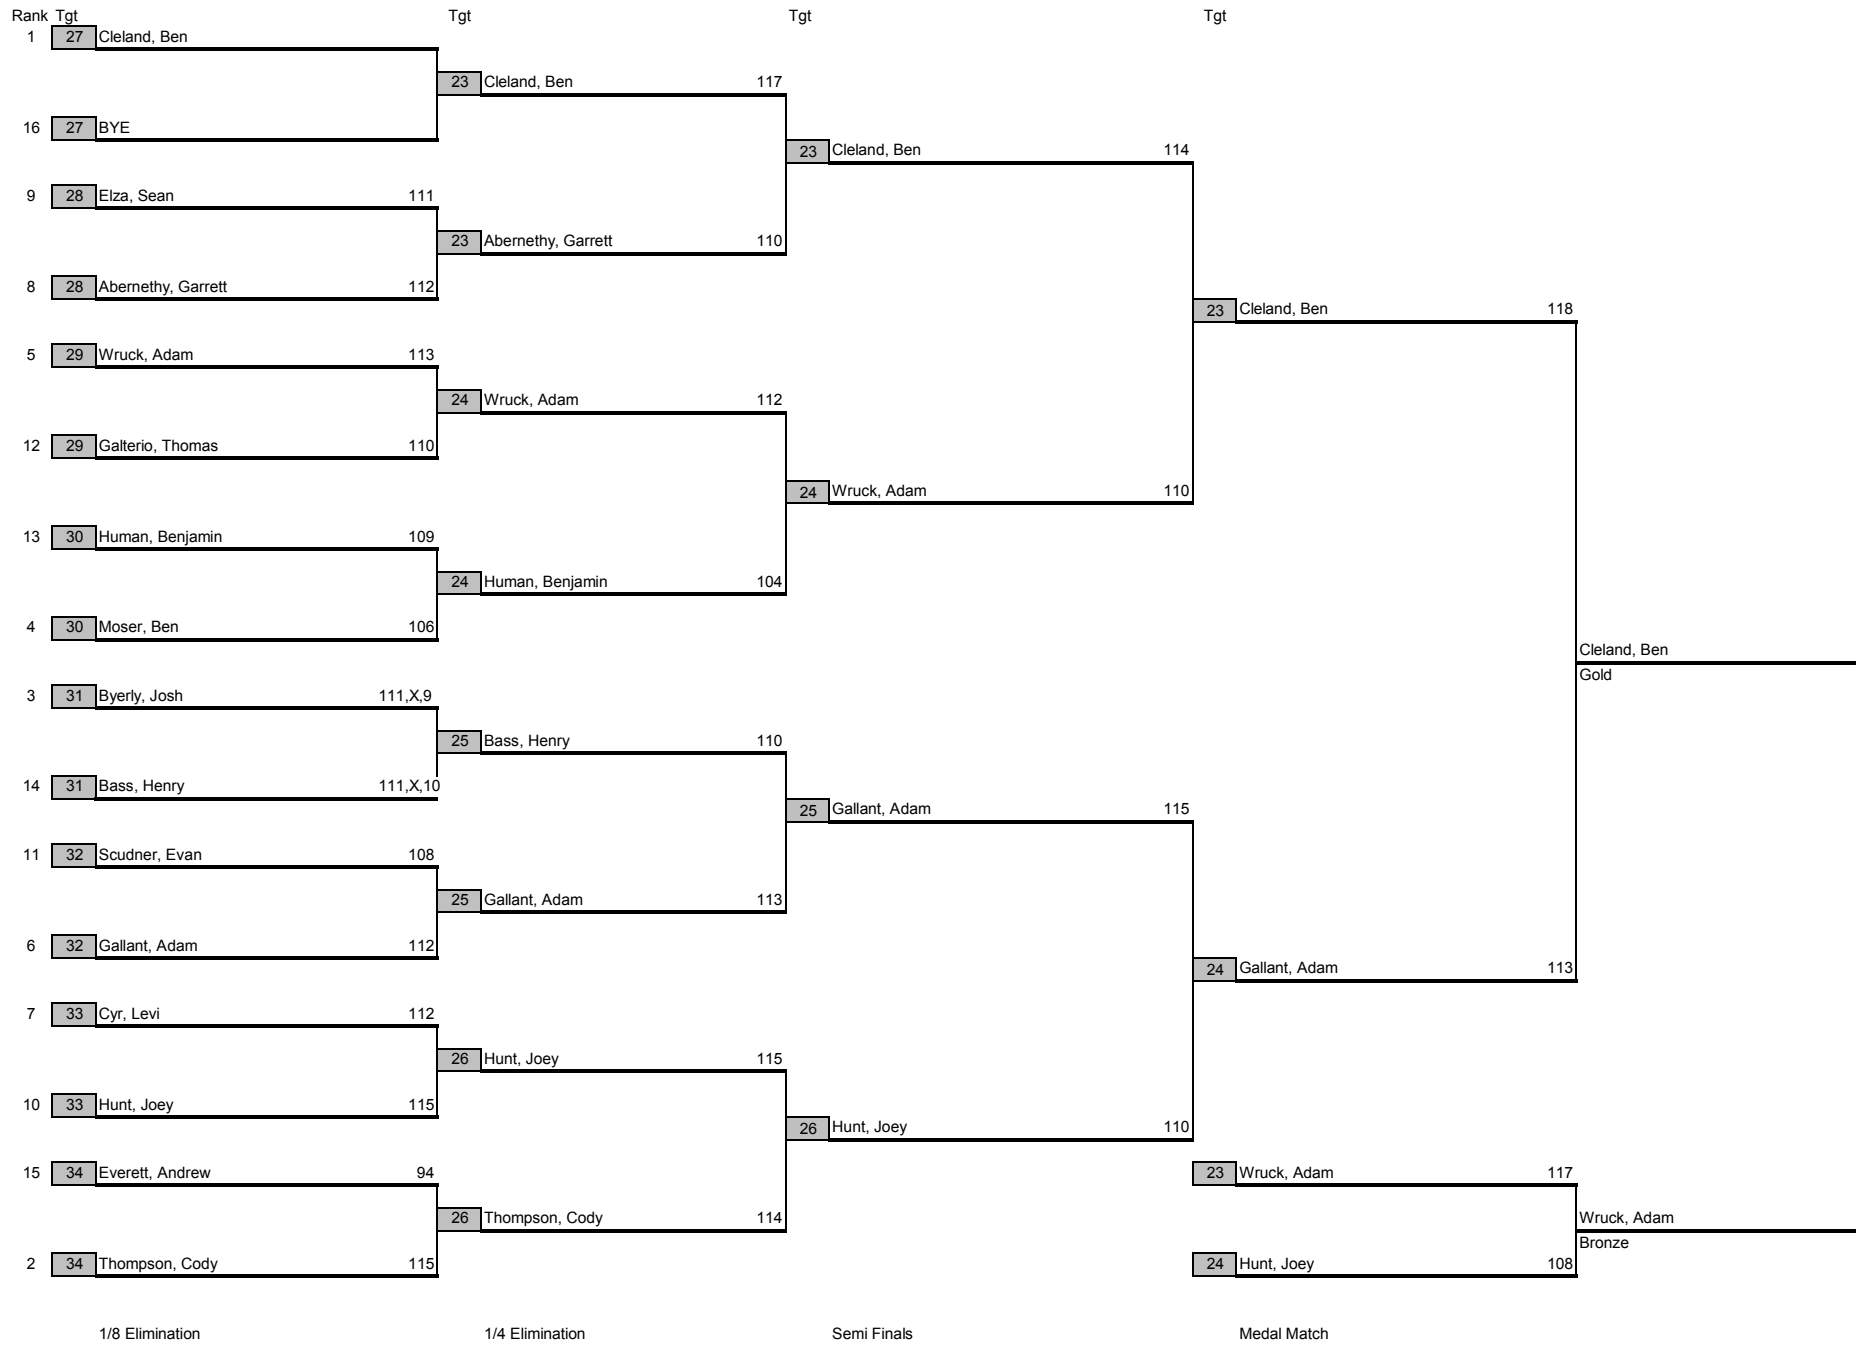 Rank Tgt Tgt Tgt Tgt
1 27 Cleland, Ben
23 Cleland, Ben 117
16 27 BYE
23 Cleland, Ben 114
9 28 Elza, Sean 111
23 Abernethy, Garrett 110
8 28 Abernethy, Garrett 112
23 Cleland, Ben 118
5 29 Wruck, Adam 113
24 Wruck, Adam 112
12 29 Galterio, Thomas 110
24 Wruck, Adam 110
13 30 Human, Benjamin 109
24 Human, Benjamin 104
4 30 Moser, Ben 106
Cleland, Ben
Gold
3 31 Byerly, Josh 111,X,9
25 Bass, Henry 110
14 31 Bass, Henry 111,X,10
25 Gallant, Adam 115
11 32 Scudner, Evan 108
25 Gallant, Adam 113
6 32 Gallant, Adam 112
24 Gallant, Adam 113
7 33 Cyr, Levi 112
26 Hunt, Joey 115
10 33 Hunt, Joey 115
26 Hunt, Joey 110
15 34 Everett, Andrew 94 23 Wruck, Adam 117
26 Thompson, Cody 114 Wruck, Adam
Bronze
2 34 Thompson, Cody 115 24 Hunt, Joey 108
1/8 Elimination 1/4 Elimination Semi Finals Medal Match